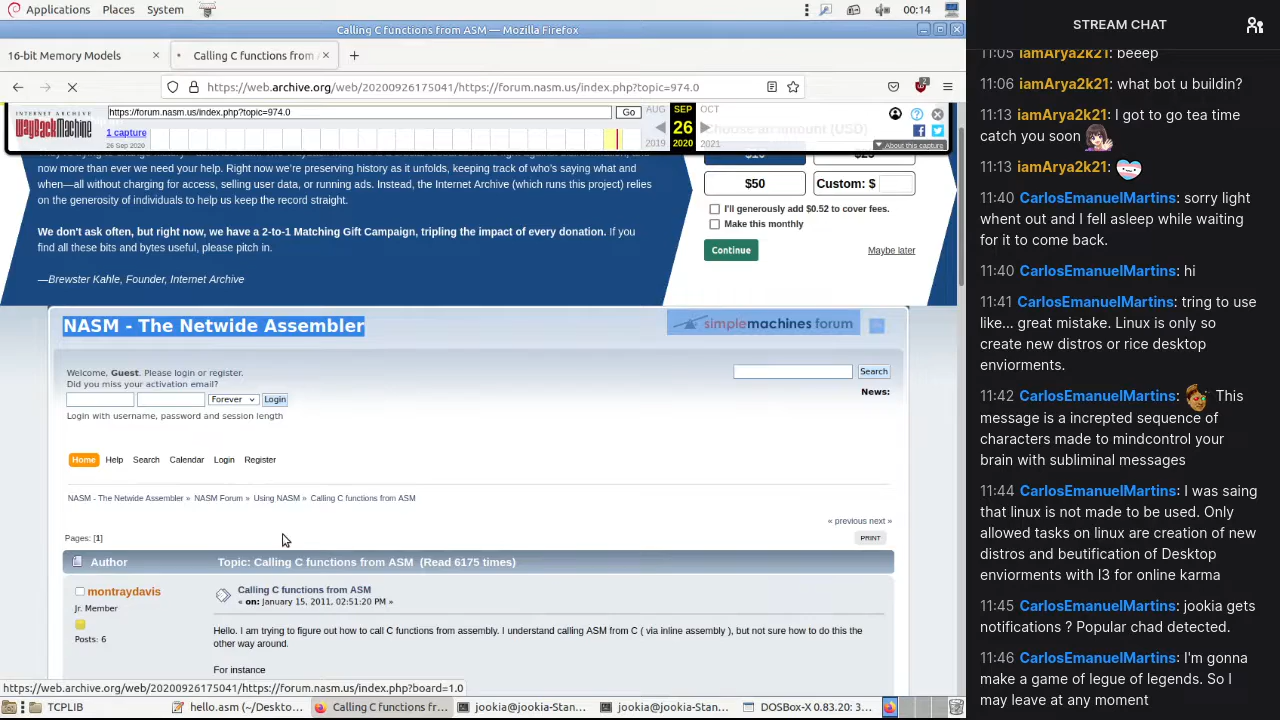 Applications Places System
00:14
Calling C functions from ASM — Mozilla Firefox
16-bit Memory Models
Calling C functions from
https://web.archive.org/web/20200926175041/https://forum.nasm.us/index.php?topic=974.0
INTERNET ARCHIVE
WayBackMachine
https://forum.nasm.us/index.php?topic=974.0
Go
AUG SEP OCT
1 capture
26 Sep 2020
26
2019 2020 2021
About this capture
now more than ever we need your help. Right now we're preserving history as it unfolds, keeping track of who's saying what and
when—all without charging for access, selling user data, or running ads. Instead, the Internet Archive (which runs this project) relies
on the generosity of individuals to help us keep the record straight.
We don't ask often, but right now, we have a 2-to-1 Matching Gift Campaign, tripling the impact of every donation. If you
find all these bits and bytes useful, please pitch in.
—Brewster Kahle, Founder, Internet Archive
$50
Custom: $
I'll generously add $0.52 to cover fees.
Make this monthly
Continue
Maybe later
NASM - The Netwide Assembler
simplemachines forum
Welcome, Guest. Please login or register.
Did you miss your activation email?
Forever
Login
Login with username, password and session length
Search
News:
Home Help Search Calendar Login Register
NASM - The Netwide Assembler » NASM Forum » Using NASM » Calling C functions from ASM
« previous next »
Pages: [1]
PRINT
Author
Topic: Calling C functions from ASM (Read 6175 times)
montraydavis
Jr. Member
Posts: 6
Calling C functions from ASM
« on: January 15, 2011, 02:51:20 PM »
Hello. I am trying to figure out how to call C functions from assembly. I understand calling ASM from C ( via inline assembly ), but not sure how to do this the
other way around.
For instance
https://web.archive.org/web/20200926175041/https://forum.nasm.us/index.php?board=1.0
TCPLIB
hello.asm (~/Deskto...
Calling C functions fr...
jookia@jookia-Stan...
jookia@jookia-Stan...
DOSBox-X 0.83.20: 3...
STREAM CHAT
11:05 iamArya2k21: beeep
11:06 iamArya2k21: what bot u buildin?
11:13 iamArya2k21: I got to go tea time
catch you soon
11:13 iamArya2k21:
11:40 CarlosEmanuelMartins: sorry light
whent out and I fell asleep while waiting
for it to come back.
11:40 CarlosEmanuelMartins: hi
11:41 CarlosEmanuelMartins: tring to use
like... great mistake. Linux is only so
create new distros or rice desktop
enviorments.
11:42 CarlosEmanuelMartins: This
message is a increpted sequence of
characters made to mindcontrol your
brain with subliminal messages
11:44 CarlosEmanuelMartins: I was saing
that linux is not made to be used. Only
allowed tasks on linux are creation of new
distros and beutification of Desktop
enviorments with I3 for online karma
11:45 CarlosEmanuelMartins: jookia gets
notifications ? Popular chad detected.
11:46 CarlosEmanuelMartins: I'm gonna
make a game of legue of legends. So I
may leave at any moment